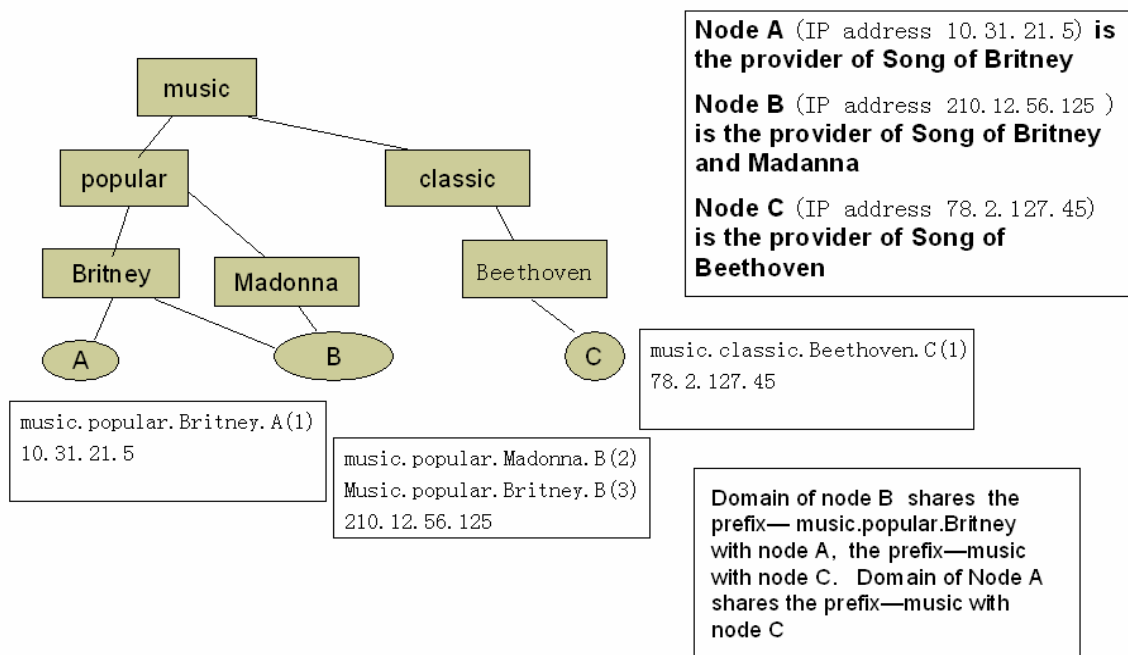 music
popular
classic
Britney
Madonna
Beethoven
A
B
C
Node A (IP address 10.31.21.5) is
the provider of Song of Britney
Node B (IP address 210.12.56.125 )
is the provider of Song of Britney
and Madanna
Node C (IP address 78.2.127.45)
is the provider of Song of
Beethoven
music.classic.Beethoven.C(1)
78.2.127.45
music.popular.Britney.A(1)
10.31.21.5
music.popular.Madonna.B(2)
Music.popular.Britney.B(3)
210.12.56.125
Domain of node B shares the
prefix— music.popular.Britney
with node A, the prefix—music
with node C. Domain of Node A
shares the prefix—music with
node C